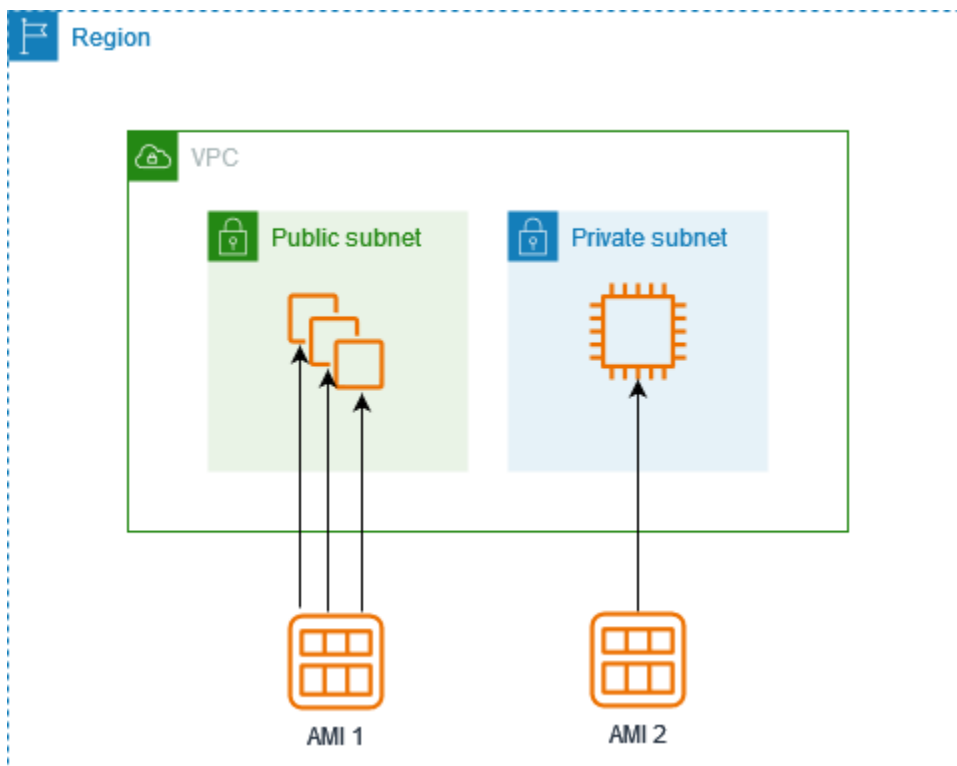 Region
VPC
Public subnet
Private subnet
AMI 1
AMI 2